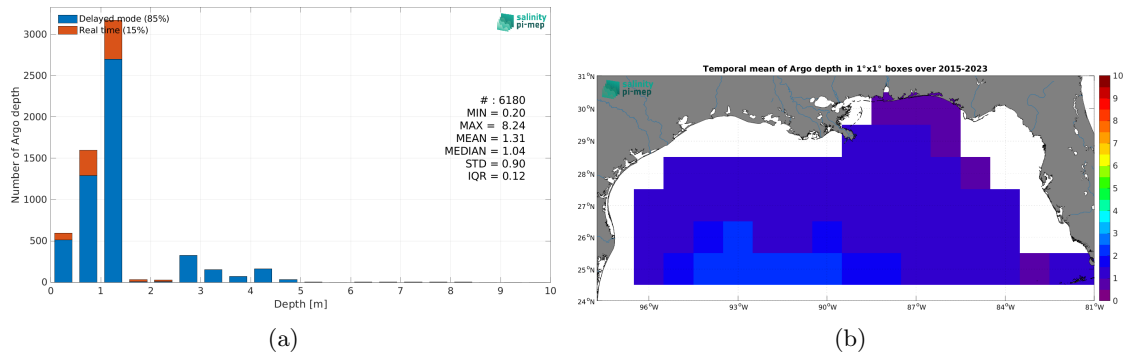 Delayed mode (85%)
Real time (15%)
salinity
pi-mep
3000
2500
2000
1500
1000
500
0
Number of Argo depth
# : 6180
MIN = 0.20
MAX = 8.24
MEAN = 1.31
MEDIAN = 1.04
STD = 0.90
IQR = 0.12
0 1 2 3 4 5 6 7 8 9 10
Depth [m]
(a)
Temporal mean of Argo depth in 1°x1° boxes over 2015-2023
salinity
pi-mep
31°N
30°N
29°N
28°N
27°N
26°N
25°N
24°N
96°W 93°W 90°W 87°W 84°W 81°W
10
9
8
7
6
5
4
3
2
1
0
(b)